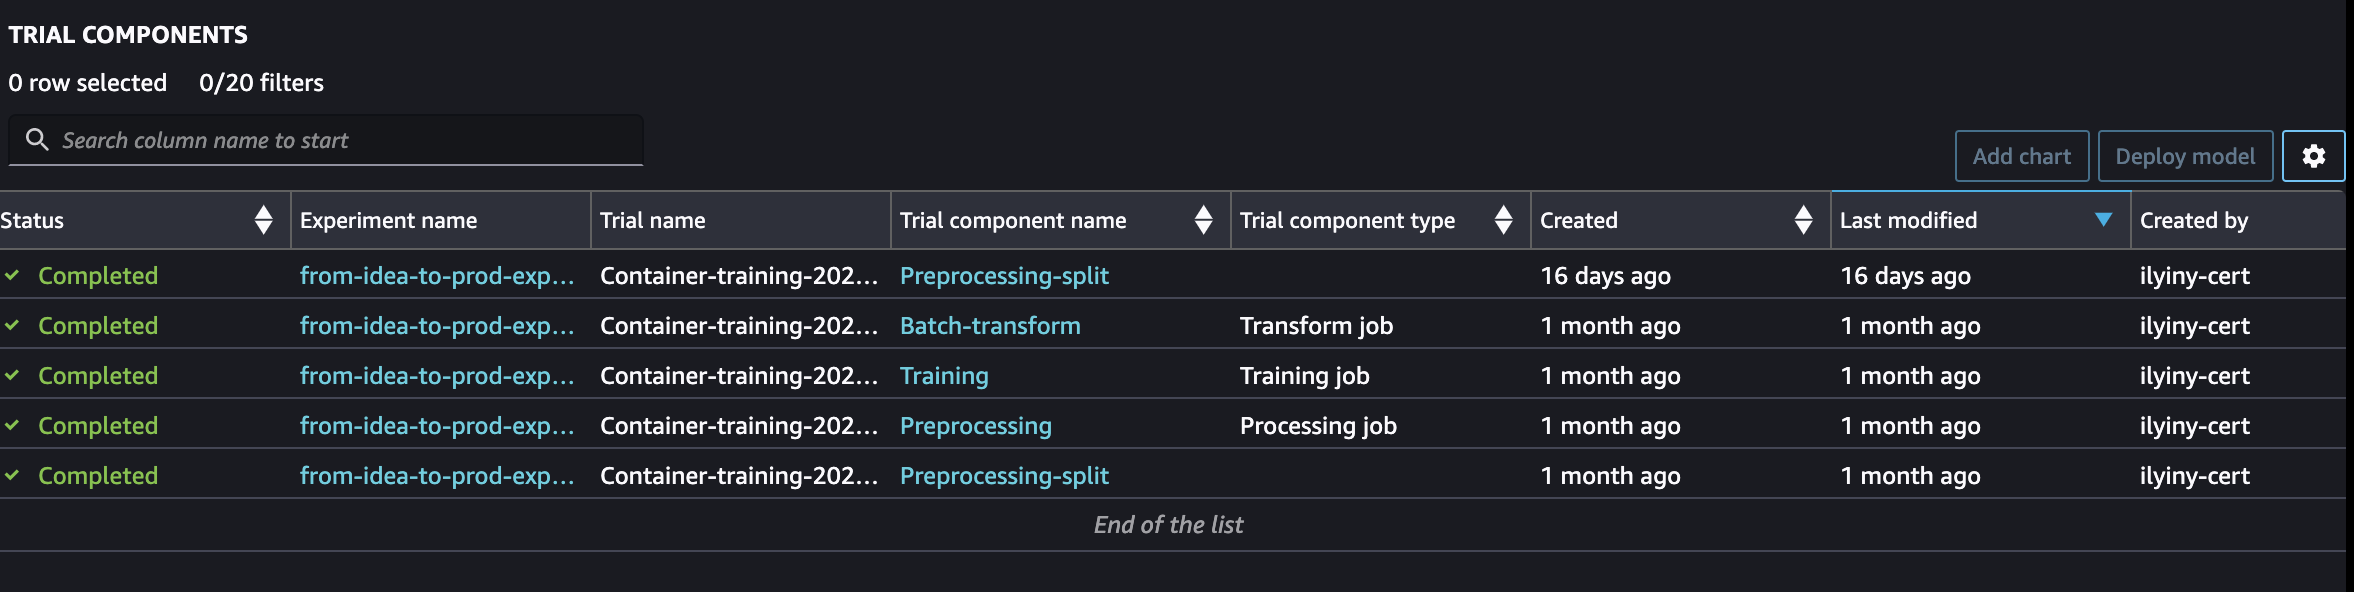 TRIAL COMPONENTS
0 row selected 0/20 filters
Search column name to start
Add chart Deploy model
Status Experiment name Trial name Trial component name Trial component type Created Last modified Created by
Completed from-idea-to-prod-exp... Container-training-202... Preprocessing-split 16 days ago 16 days ago ilyiny-cert
Completed from-idea-to-prod-exp... Container-training-202... Batch-transform Transform job 1 month ago 1 month ago ilyiny-cert
Completed from-idea-to-prod-exp... Container-training-202... Training Training job 1 month ago 1 month ago ilyiny-cert
Completed from-idea-to-prod-exp... Container-training-202... Preprocessing Processing job 1 month ago 1 month ago ilyiny-cert
Completed from-idea-to-prod-exp... Container-training-202... Preprocessing-split 1 month ago 1 month ago ilyiny-cert
End of the list